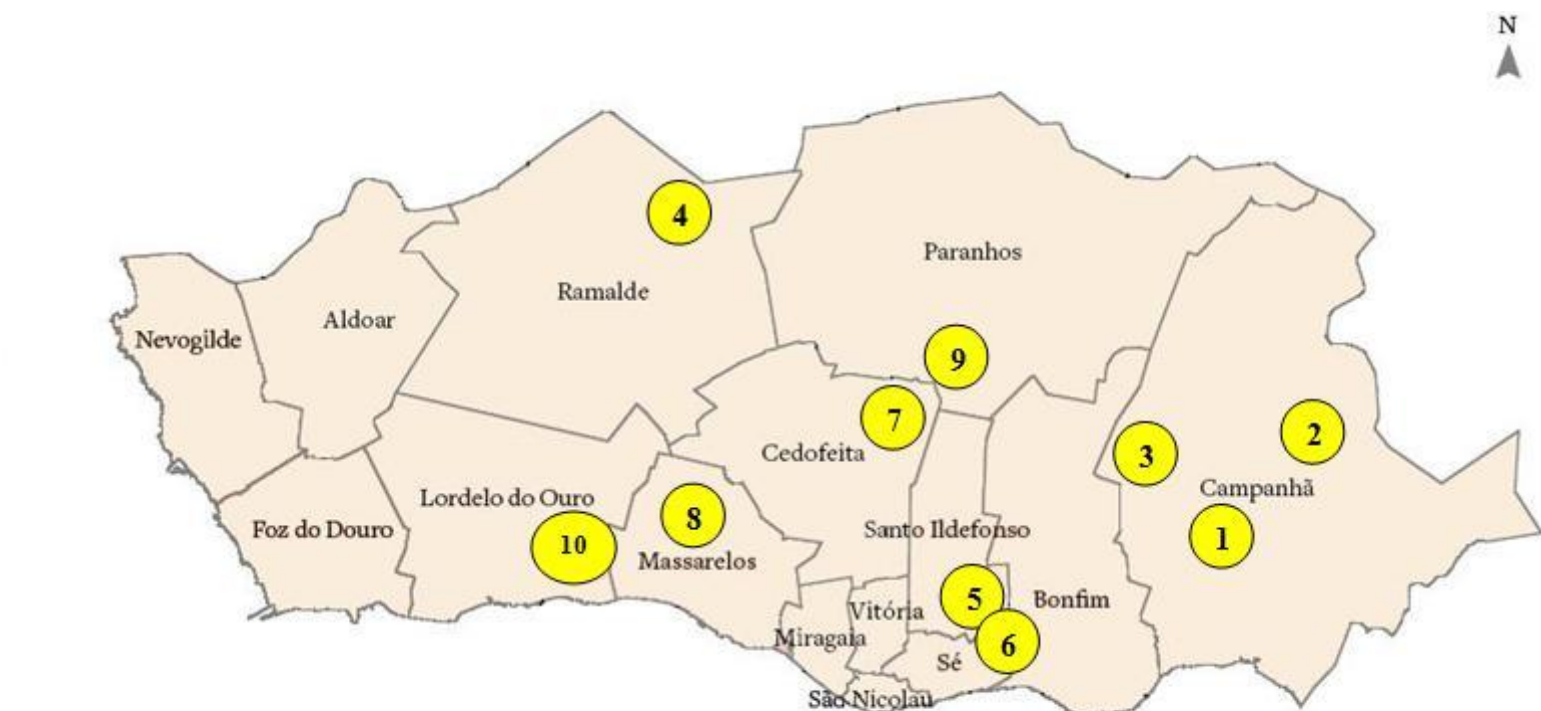 N
4
Paranhos
Ramalde
Aldoar
Nevogilde
9
7
2
3
Cedofeita
Campanhã
Lordelo do Ouro
8
Foz do Douro
Santo Ildefonso
1
10
Massarelos
5
Bonfim
Vitória
Miragaia
6
Sé
São Nicolau